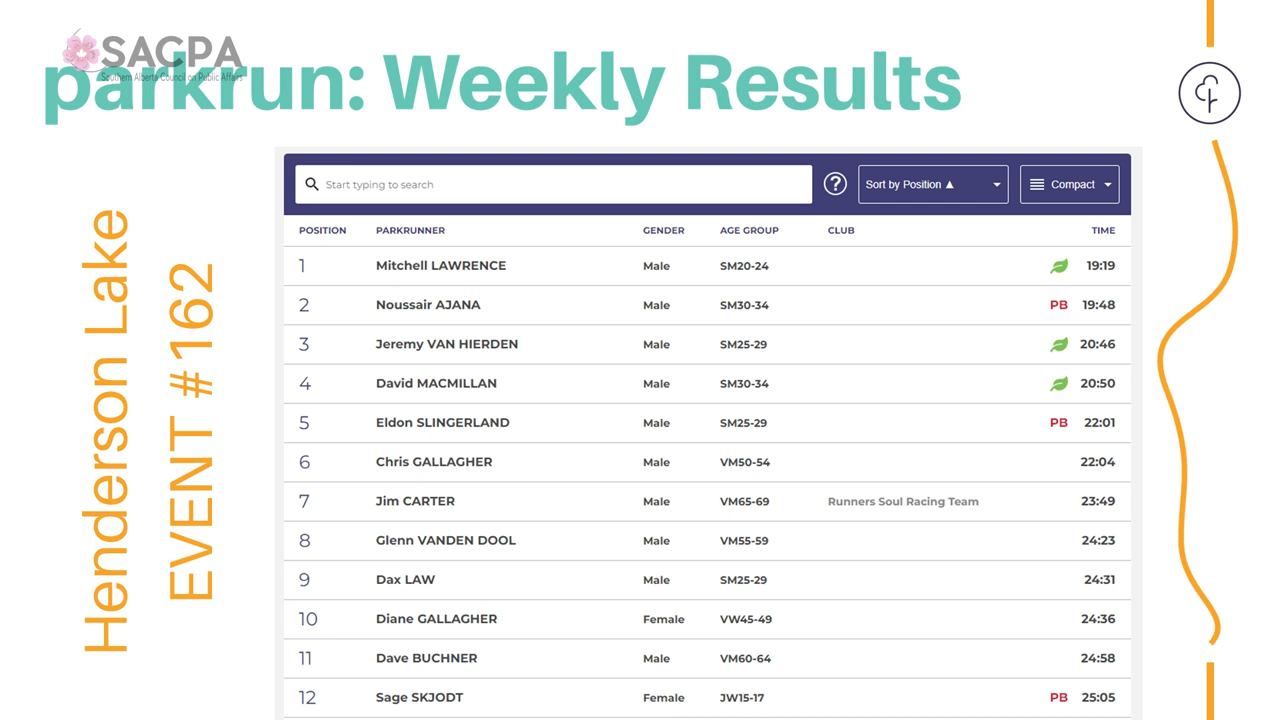 SACPA
Southern Alberta Council on Public Affairs
parkrun: Weekly Results
Henderson Lake
EVENT #162
Start typing to search
?
Sort by Position ▲
Compact
POSITION PARKRUNNER GENDER AGE GROUP CLUB TIME
1 Mitchell LAWRENCE Male SM20-24 19:19
2 Noussair AJANA Male SM30-34 PB 19:48
3 Jeremy VAN HIERDEN Male SM25-29 20:46
4 David MACMILLAN Male SM30-34 20:50
5 Eldon SLINGERLAND Male SM25-29 PB 22:01
6 Chris GALLAGHER Male VM50-54 22:04
7 Jim CARTER Male VM65-69 Runners Soul Racing Team 23:49
8 Glenn VANDEN DOOL Male VM55-59 24:23
9 Dax LAW Male SM25-29 24:31
10 Diane GALLAGHER Female VW45-49 24:36
11 Dave BUCHNER Male VM60-64 24:58
12 Sage SKJODT Female JW15-17 PB 25:05